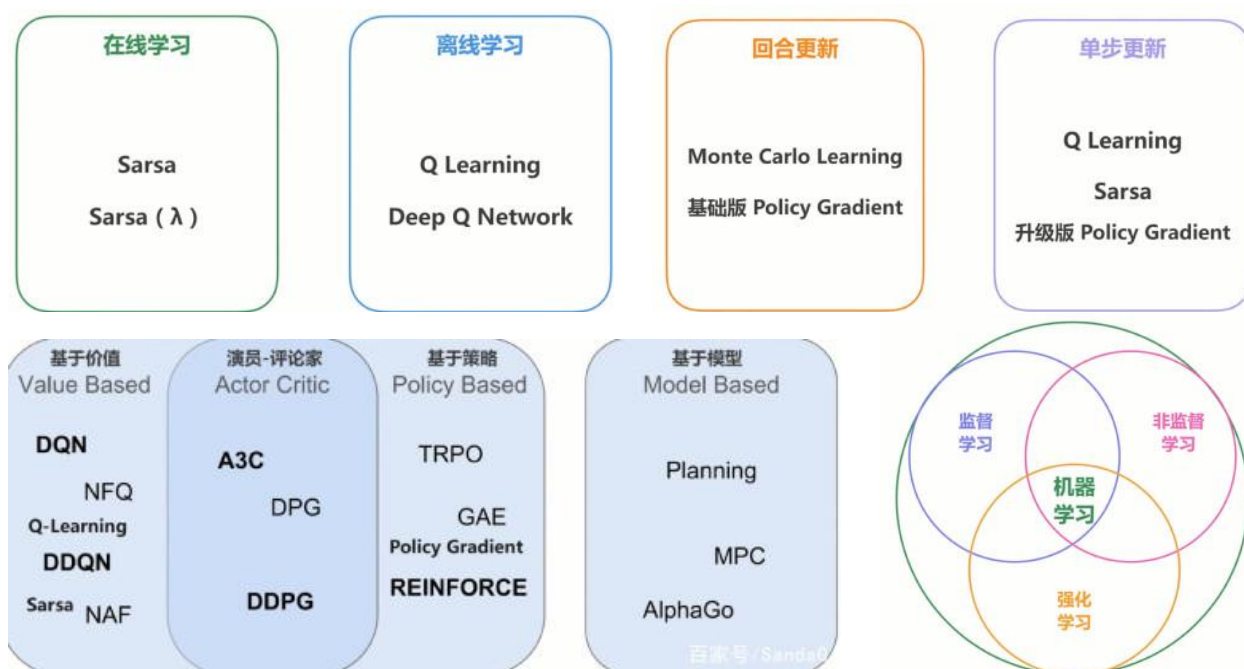 在线学习
Sarsa
Sarsa ( λ )
离线学习
Q Learning
Deep Q Network
回合更新
Monte Carlo Learning
基础版 Policy Gradient
单步更新
Q Learning
Sarsa
升级版 Policy Gradient
基于价值
Value Based
DQN
NFQ
Q-Learning
DDQN
Sarsa
NAF
演员-评论家
Actor Critic
A3C
DPG
DDPG
基于策略
Policy Based
TRPO
GAE
Policy Gradient
REINFORCE
基于模型
Model Based
Planning
MPC
AlphaGo
监督
学习
非监督
学习
机器
学习
强化
学习